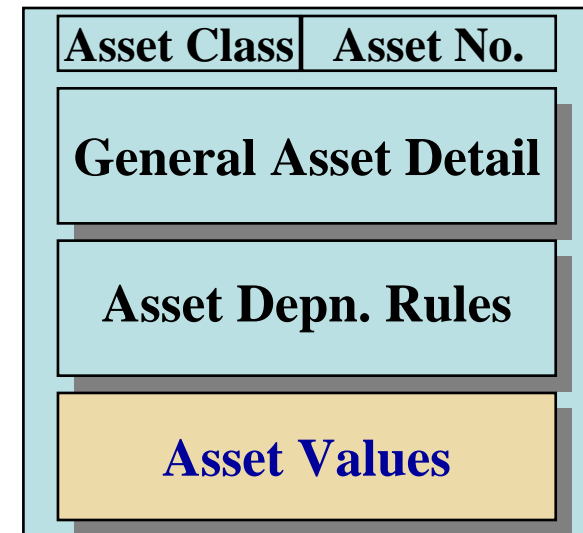 Asset Class Asset No.
General Asset Detail
Asset Depn. Rules
Asset Values